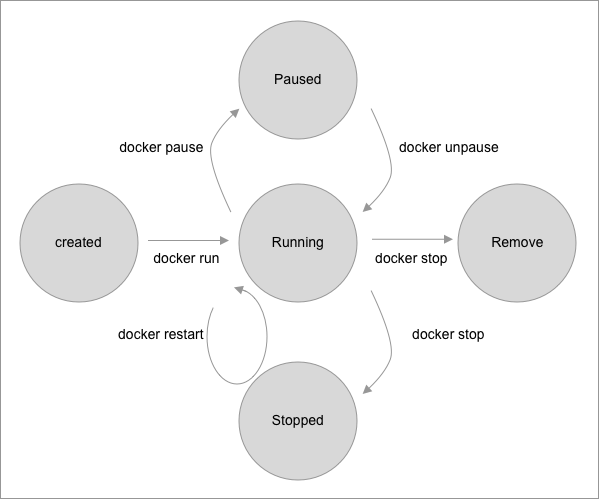 Paused
docker pause
docker unpause
created
Running
Remove
docker run
docker stop
docker restart
docker stop
Stopped